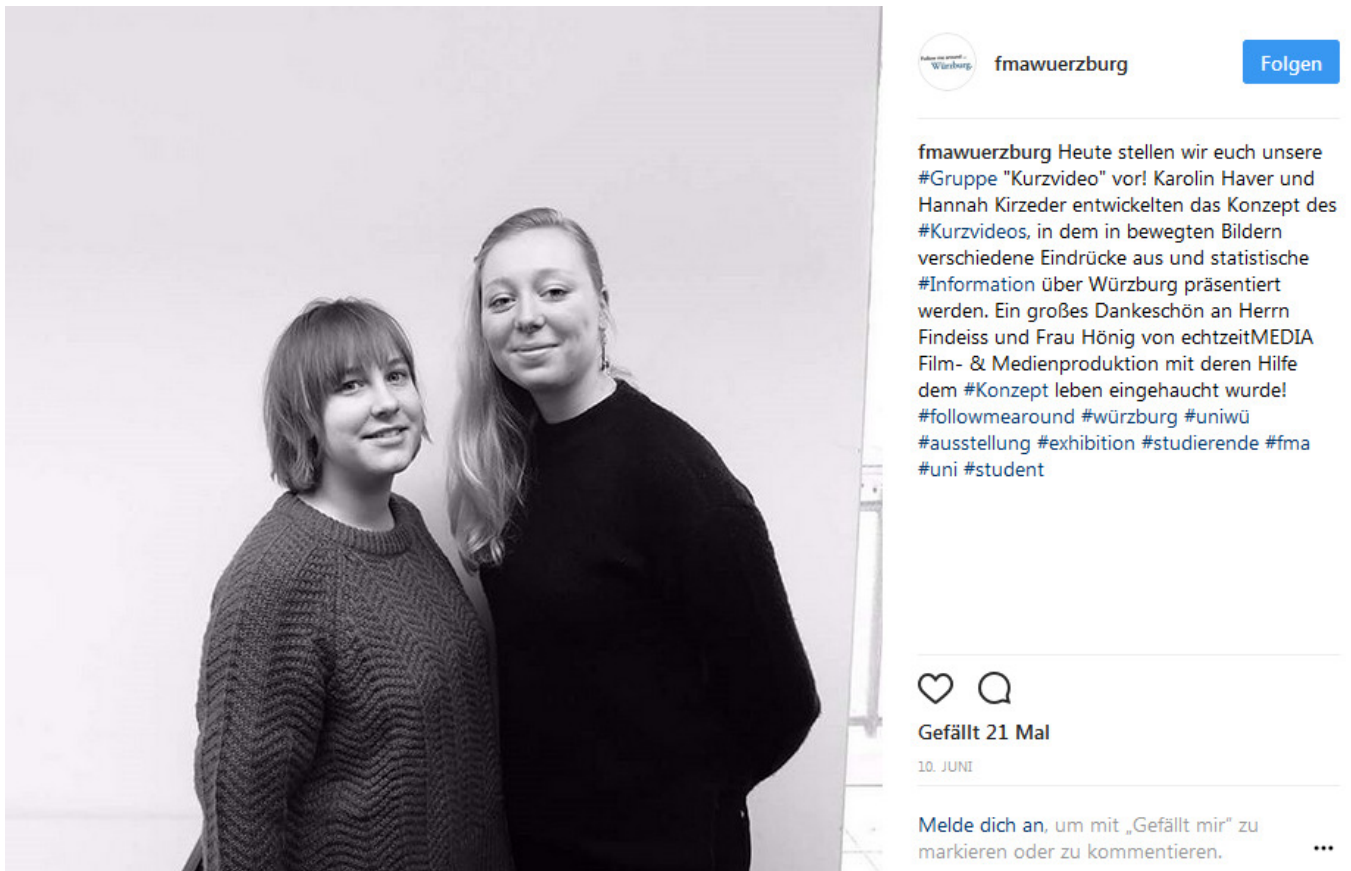 Follow me around ...
Würzburg.
fmawuerzburg
Folgen
fmawuerzburg Heute stellen wir euch unsere
#Gruppe "Kurzvideo" vor! Karolin Haver und
Hannah Kirzeder entwickelten das Konzept des
#Kurzvideos, in dem in bewegten Bildern
verschiedene Eindrücke aus und statistische
#Information über Würzburg präsentiert
werden. Ein großes Dankeschön an Herrn
Findeiss und Frau Hönig von echtzeitMEDIA
Film- & Medienproduktion mit deren Hilfe
dem #Konzept leben eingehaucht wurde!
#followmearound #würzburg #uniwü
#ausstellung #exhibition #studierende #fma
#uni #student
Gefällt 21 Mal
10. JUNI
Melde dich an, um mit „Gefällt mir“ zu
markieren oder zu kommentieren.